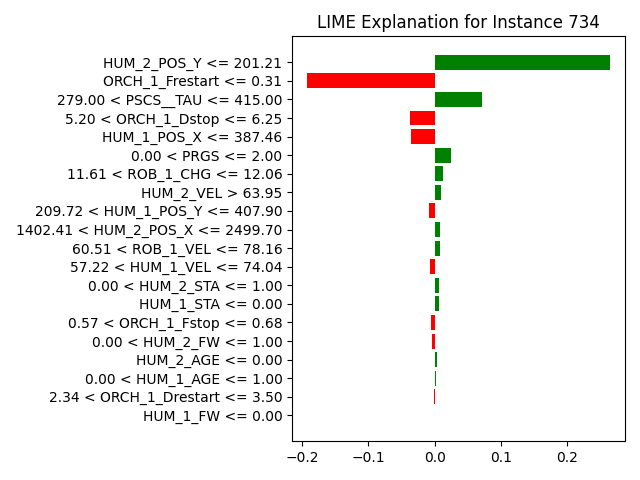 LIME Explanation for Instance 734
HUM_2_POS_Y <= 201.21
ORCH_1_Frestart <= 0.31
279.00 < PSCS__TAU <= 415.00
5.20 < ORCH_1_Dstop <= 6.25
HUM_1_POS_X <= 387.46
0.00 < PRGS <= 2.00
11.61 < ROB_1_CHG <= 12.06
HUM_2_VEL > 63.95
209.72 < HUM_1_POS_Y <= 407.90
1402.41 < HUM_2_POS_X <= 2499.70
60.51 < ROB_1_VEL <= 78.16
57.22 < HUM_1_VEL <= 74.04
0.00 < HUM_2_STA <= 1.00
HUM_1_STA <= 0.00
0.57 < ORCH_1_Fstop <= 0.68
0.00 < HUM_2_FW <= 1.00
HUM_2_AGE <= 0.00
0.00 < HUM_1_AGE <= 1.00
2.34 < ORCH_1_Drestart <= 3.50
HUM_1_FW <= 0.00
−0.2 −0.1 0.0 0.1 0.2